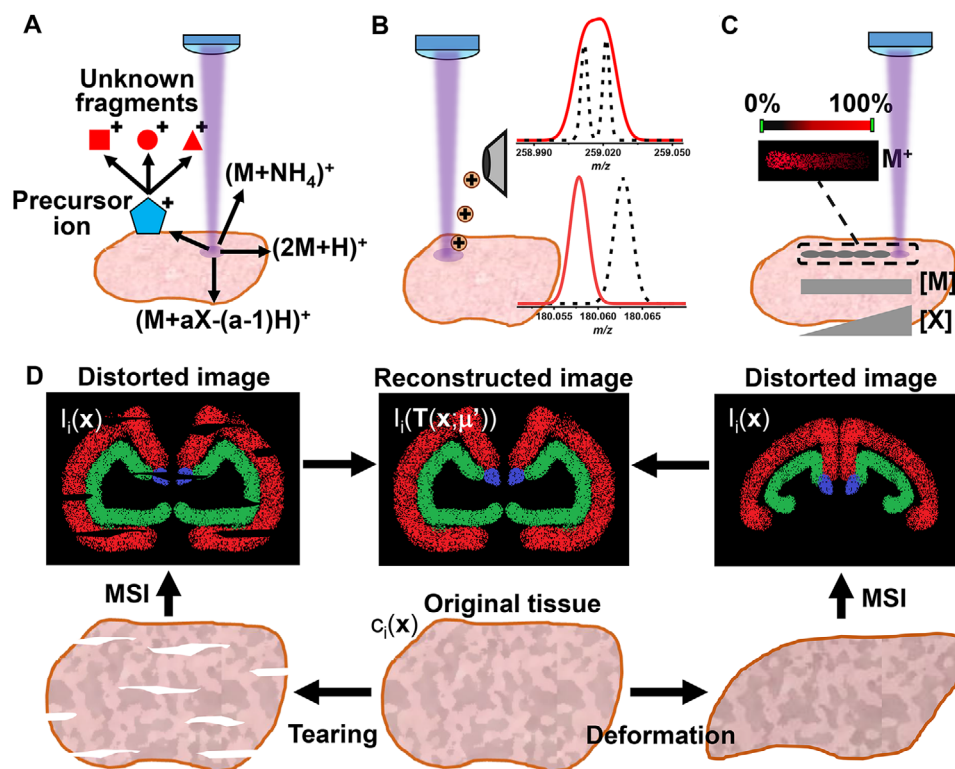 A
Unknown
fragments
+
+
+
Precursor
ion
+
(M+NH₄)⁺
(2M+H)⁺
(M+aX-(a-1)H)⁺
B
+
+
+
258.990
259.020
259.050
m/z
180.055
180.060
180.065
m/z
C
0%
100%
M⁺
[M]
[X]
D
Distorted image
Reconstructed image
Distorted image
Iᵢ(x)
Iᵢ(T(x;μ'))
Iᵢ(x)
MSI
MSI
Original tissue
cᵢ(x)
Tearing
Deformation